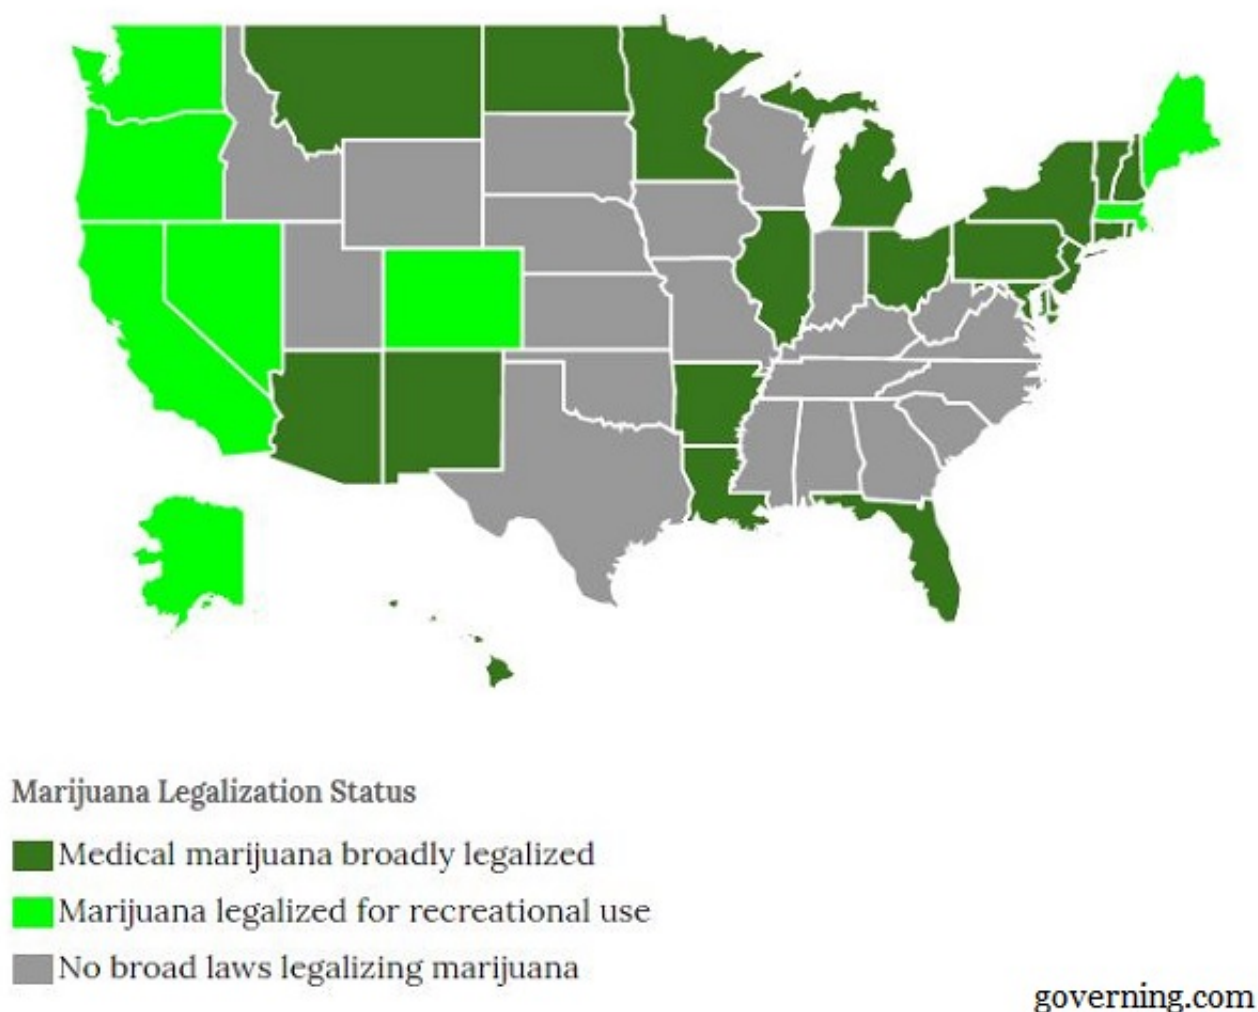 Marijuana Legalization Status
Medical marijuana broadly legalized
Marijuana legalized for recreational use
No broad laws legalizing marijuana
governing.com